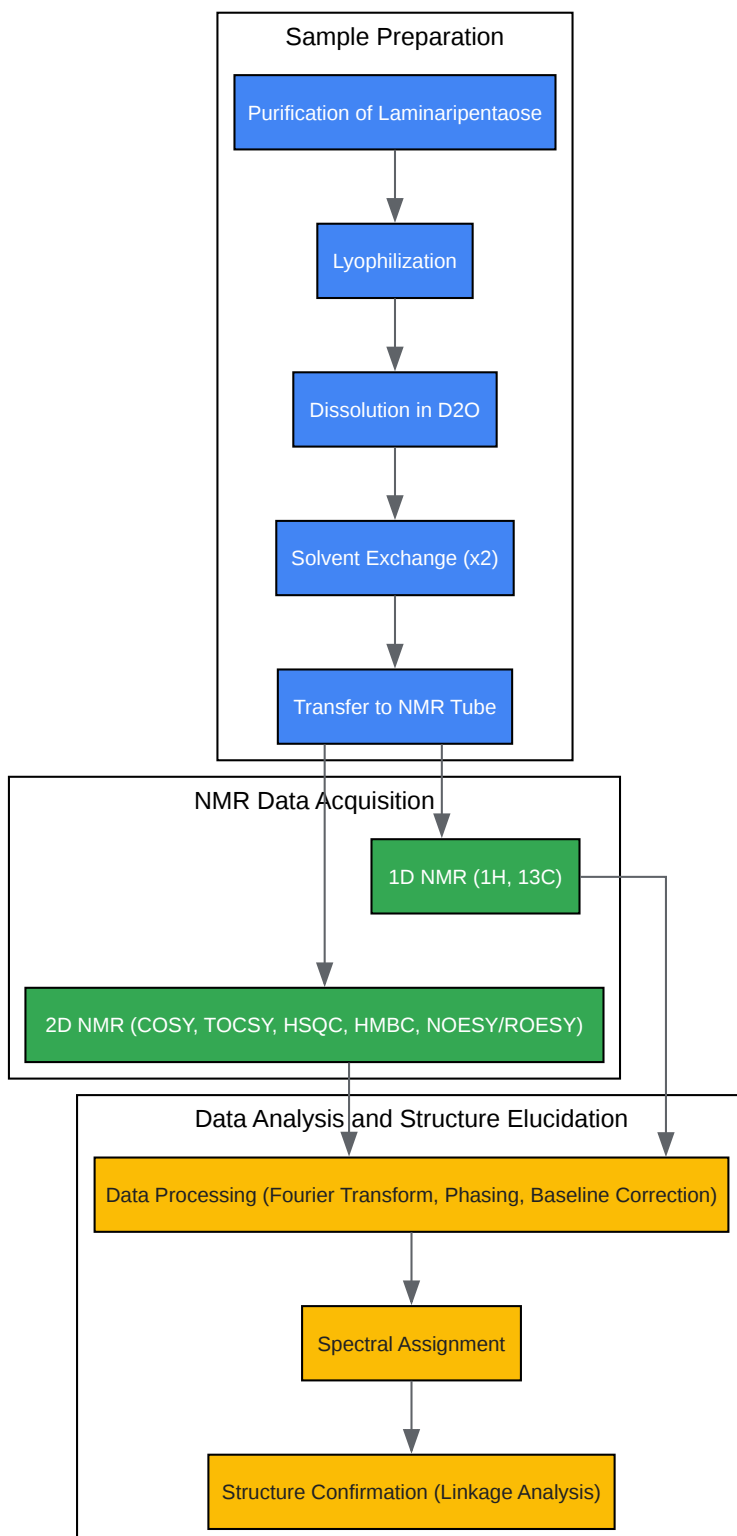 Sample Preparation
Purification of Laminaripentaose
Lyophilization
Dissolution in D2O
Solvent Exchange (x2)
Transfer to NMR Tube
NMR Data Acquisition
1D NMR (1H, 13C)
2D NMR (COSY, TOCSY, HSQC, HMBC, NOESY/ROESY)
Data Analysis and Structure Elucidation
Data Processing (Fourier Transform, Phasing, Baseline Correction)
Spectral Assignment
Structure Confirmation (Linkage Analysis)